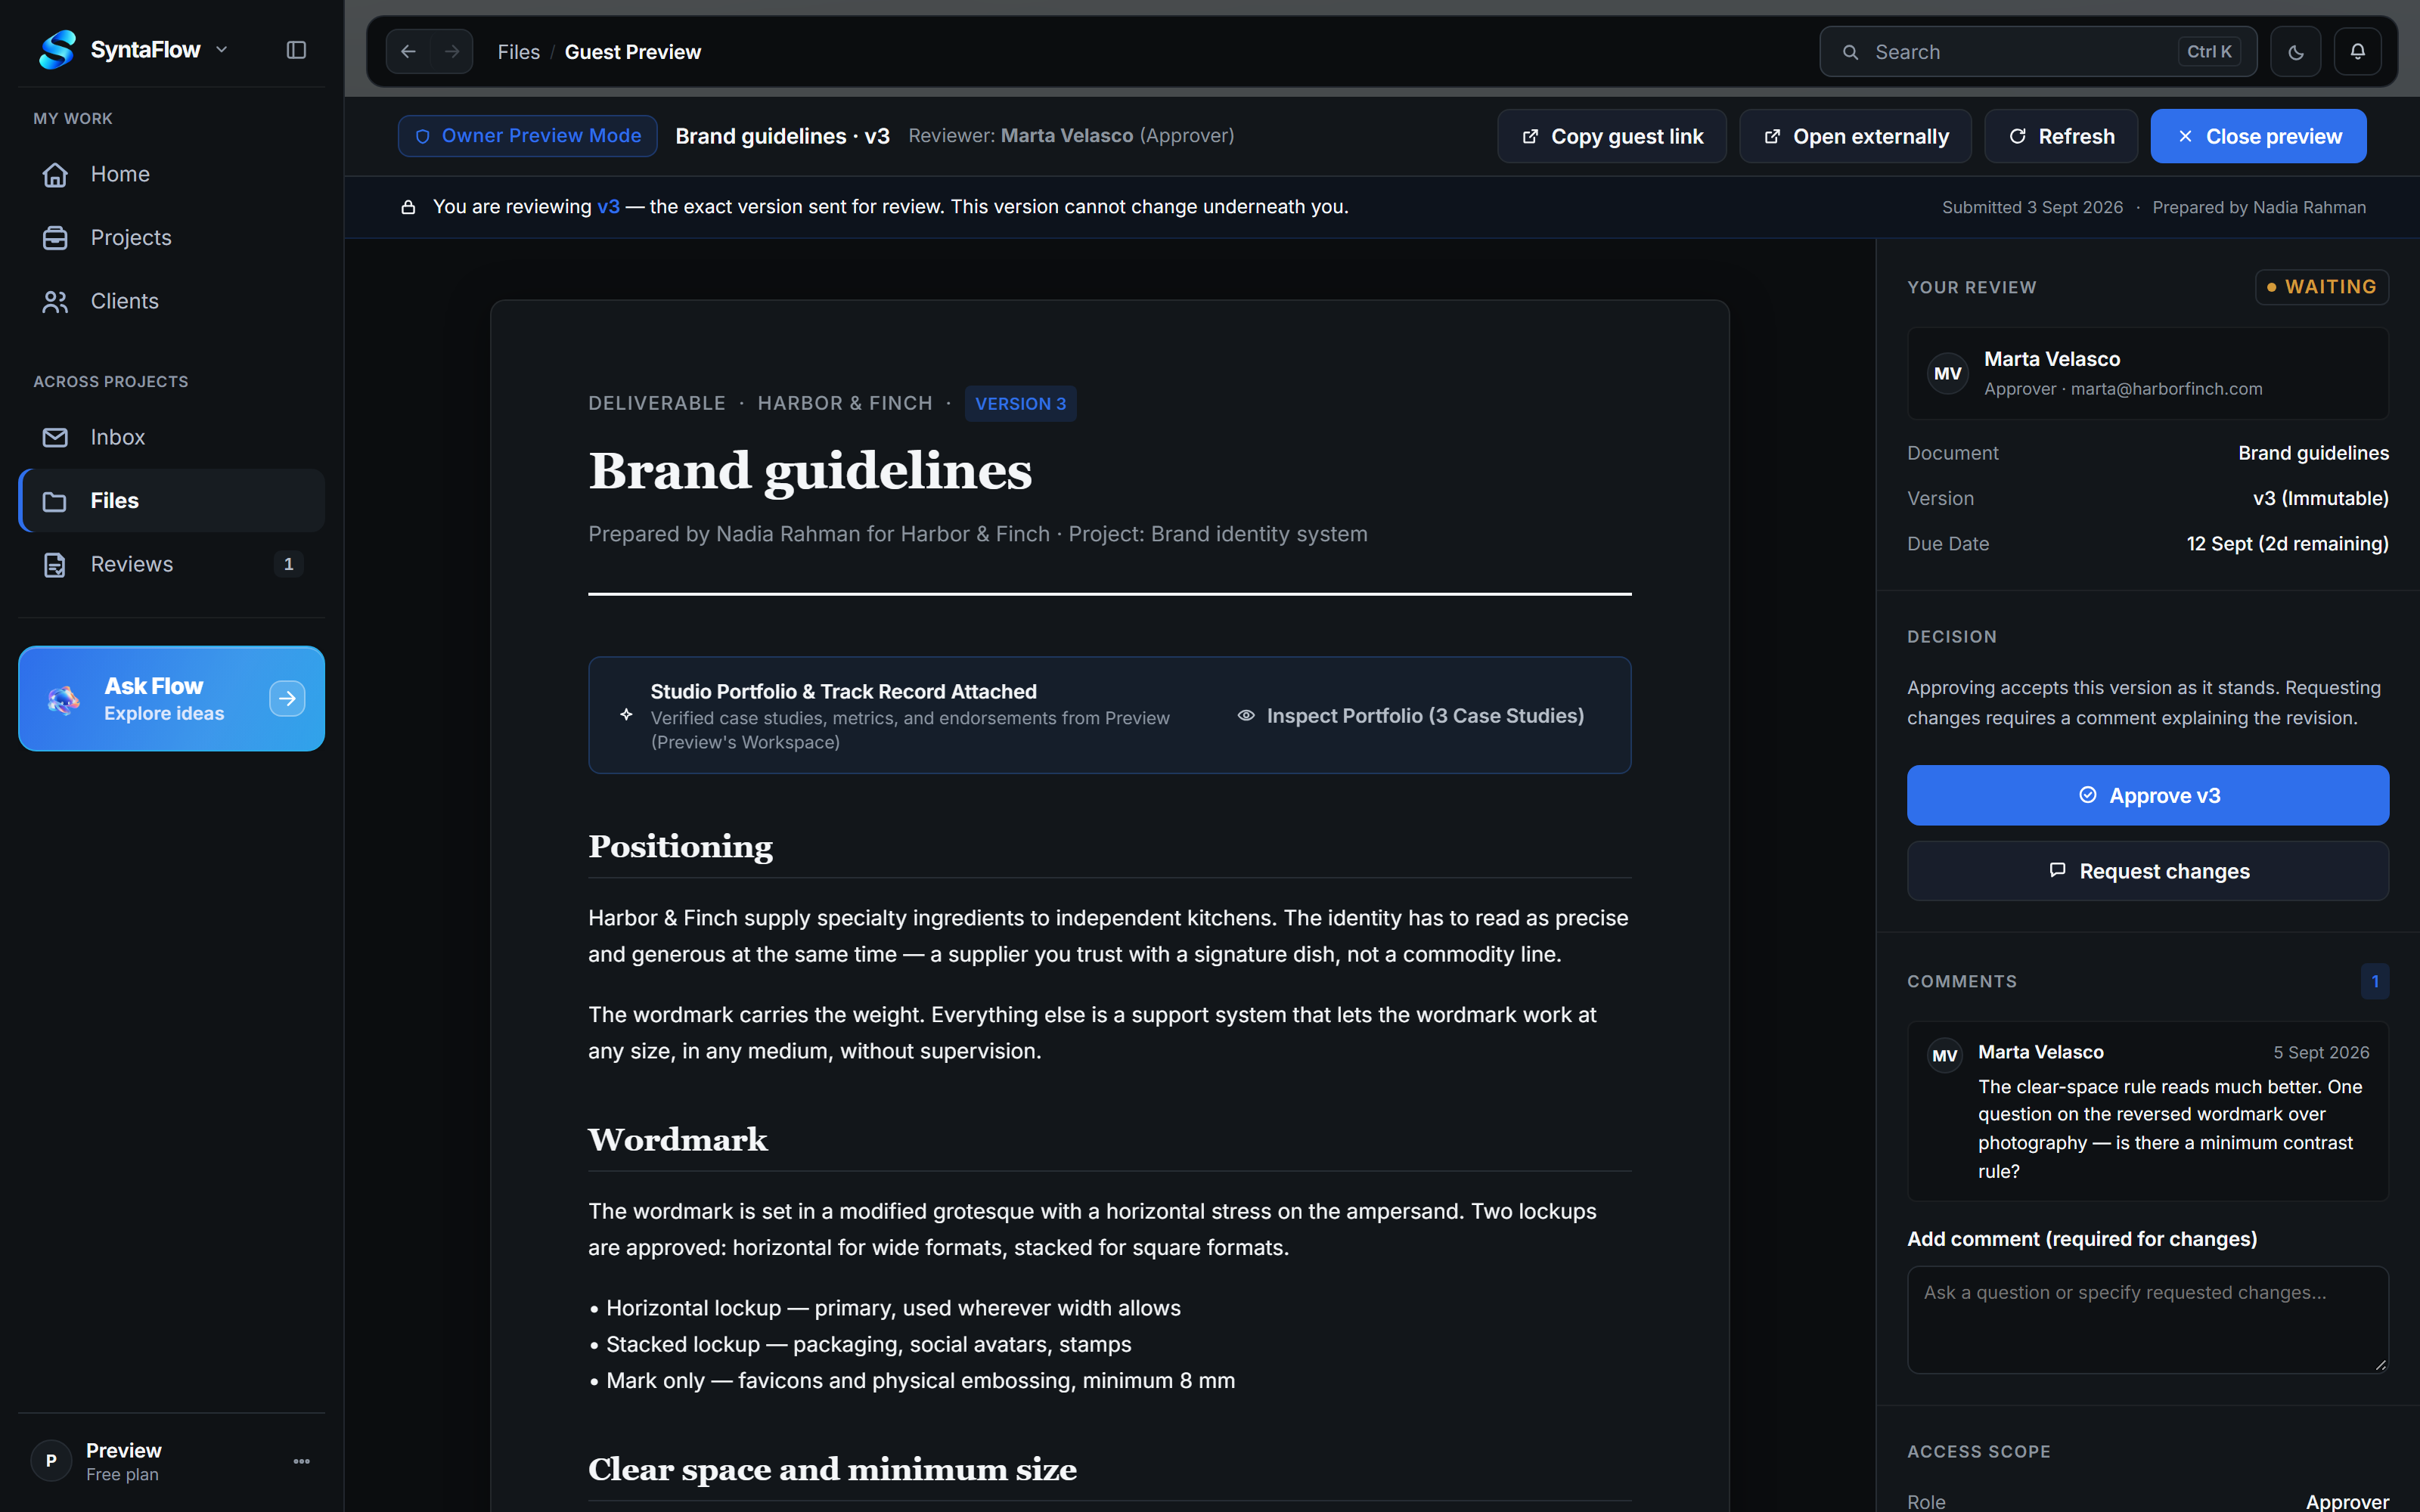 SyntaFlow
MY WORK
Home
Projects
Clients
ACROSS PROJECTS
Inbox
Files
Reviews
1
Ask Flow
Explore ideas
P
Preview
Free plan
Files / Guest Preview
Search
Ctrl K
Owner Preview Mode
Brand guidelines · v3
Reviewer: Marta Velasco (Approver)
Copy guest link
Open externally
Refresh
Close preview
You are reviewing v3 — the exact version sent for review. This version cannot change underneath you.
Submitted 3 Sept 2026 · Prepared by Nadia Rahman
DELIVERABLE · HARBOR & FINCH · VERSION 3
Brand guidelines
Prepared by Nadia Rahman for Harbor & Finch · Project: Brand identity system
Studio Portfolio & Track Record Attached
Verified case studies, metrics, and endorsements from Preview
(Preview's Workspace)
Inspect Portfolio (3 Case Studies)
Positioning
Harbor & Finch supply specialty ingredients to independent kitchens. The identity has to read as precise
and generous at the same time — a supplier you trust with a signature dish, not a commodity line.
The wordmark carries the weight. Everything else is a support system that lets the wordmark work at
any size, in any medium, without supervision.
Wordmark
The wordmark is set in a modified grotesque with a horizontal stress on the ampersand. Two lockups
are approved: horizontal for wide formats, stacked for square formats.
• Horizontal lockup — primary, used wherever width allows
• Stacked lockup — packaging, social avatars, stamps
• Mark only — favicons and physical embossing, minimum 8 mm
Clear space and minimum size
YOUR REVIEW
WAITING
MV
Marta Velasco
Approver · marta@harborfinch.com
Document
Brand guidelines
Version
v3 (Immutable)
Due Date
12 Sept (2d remaining)
DECISION
Approving accepts this version as it stands. Requesting
changes requires a comment explaining the revision.
Approve v3
Request changes
COMMENTS
1
MV
Marta Velasco
5 Sept 2026
The clear-space rule reads much better. One
question on the reversed wordmark over
photography — is there a minimum contrast
rule?
Add comment (required for changes)
Ask a question or specify requested changes...
ACCESS SCOPE
Role
Approver